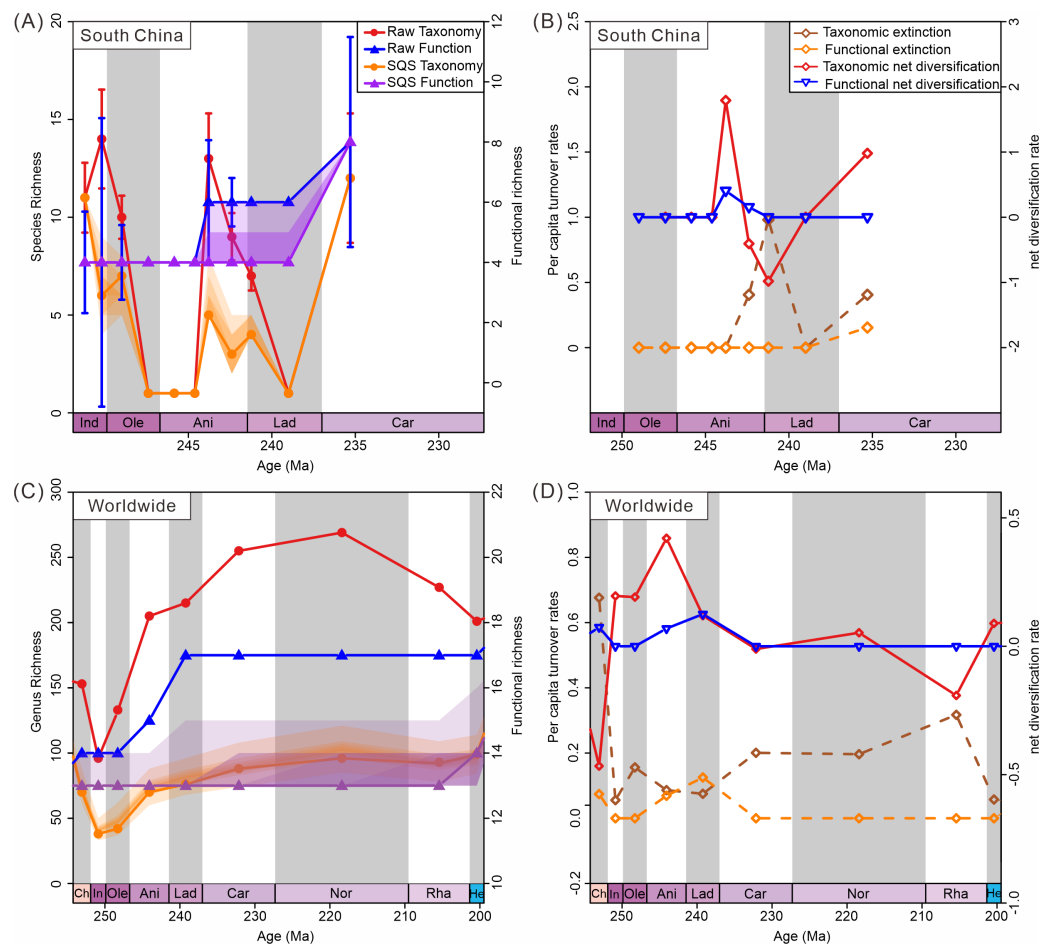 (A)
South China
Raw Taxonomy
Raw Function
SQS Taxonomy
SQS Function
20
15
10
5
0
Species Richness
12
10
8
6
4
2
0
Functional richness
Ind
Ole
Ani
Lad
Car
245
240
235
230
Age (Ma)
(B)
South China
Taxonomic extinction
Functional extinction
Taxonomic net diversification
Functional net diversification
2.5
2.0
1.5
1.0
0.5
0
Per capita turnover rates
3
2
1
0
-1
-2
net diversification rate
Ind
Ole
Ani
Lad
Car
250
245
240
235
230
Age (Ma)
(C)
Worldwide
300
250
200
150
100
50
0
Genus Richness
22
20
18
16
14
12
10
Functional richness
Ch
In
Ole
Ani
Lad
Car
Nor
Rha
He
250
240
230
220
210
200
Age (Ma)
(D)
Worldwide
1.0
0.8
0.6
0.4
0.2
0.0
-0.2
Per capita turnover rates
0.5
0.0
-0.5
-1.0
net diversification rate
Ch
In
Ole
Ani
Lad
Car
Nor
Rha
He
250
240
230
220
210
200
Age (Ma)